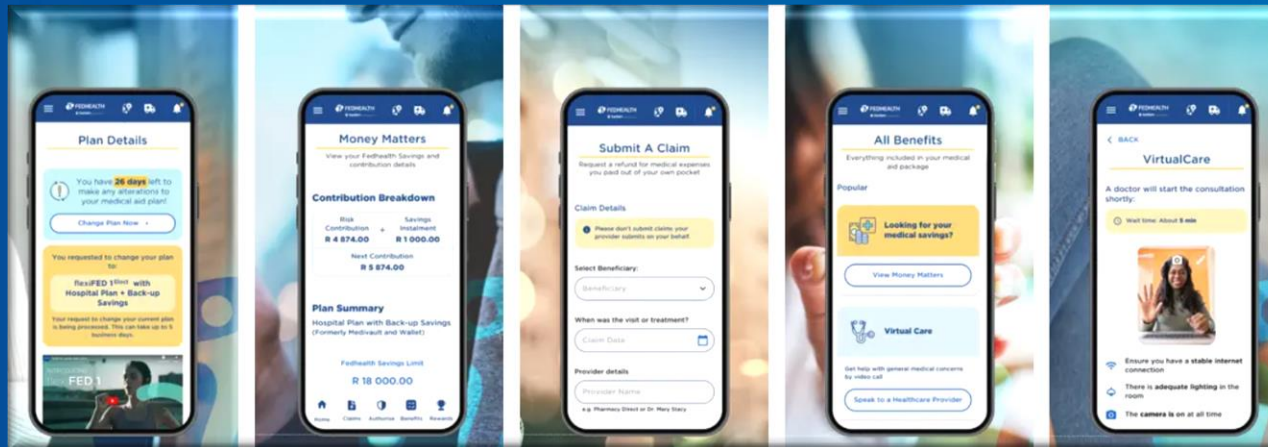 FEDHEALTH
Plan Details
You have 26 days left to
make any alterations to
your medical aid plan!
Change Plan Now
You requested to change your plan
to:
flexiFED 1 Elect with
Hospital Plan + Back-up
Savings
Your request to change your current plan
is being processed. This can take up to 5
business days.
FED 1
FEDHEALTH
Money Matters
View your Fedhealth Savings and
contribution details
Contribution Breakdown
Risk
Contribution
R 4 874.00
+
Savings
Instalment
R 1 000.00
Next Contribution
R 5 874.00
Plan Summary
Hospital Plan with Back-up Savings
(Formerly Medivault and Wallet)
Fedhealth Savings Limit
R 18 000.00
Home Claims Authorise Benefits Rewards
FEDHEALTH
Submit A Claim
Request a refund for medical expenses
you paid out of your own pocket
Claim Details
Please don't submit claims your
provider submits on your behalf
Select Beneficiary:
Beneficiary
When was the visit or treatment?
Claim Data
Provider details
Provider Name
e.g. Pharmacy Direct or Dr. Mary Stacy
FEDHEALTH
All Benefits
Everything included in your medical
aid package
Popular
Looking for your
medical savings?
View Money Matters
Virtual Care
Get help with general medical concerns
by video call
Speak to a Healthcare Provider
FEDHEALTH
BACK
VirtualCare
A doctor will start the consultation
shortly:
Wait time: About 5 min
Ensure you have a stable internet
connection
There is adequate lighting in the
room
The camera is on at all time